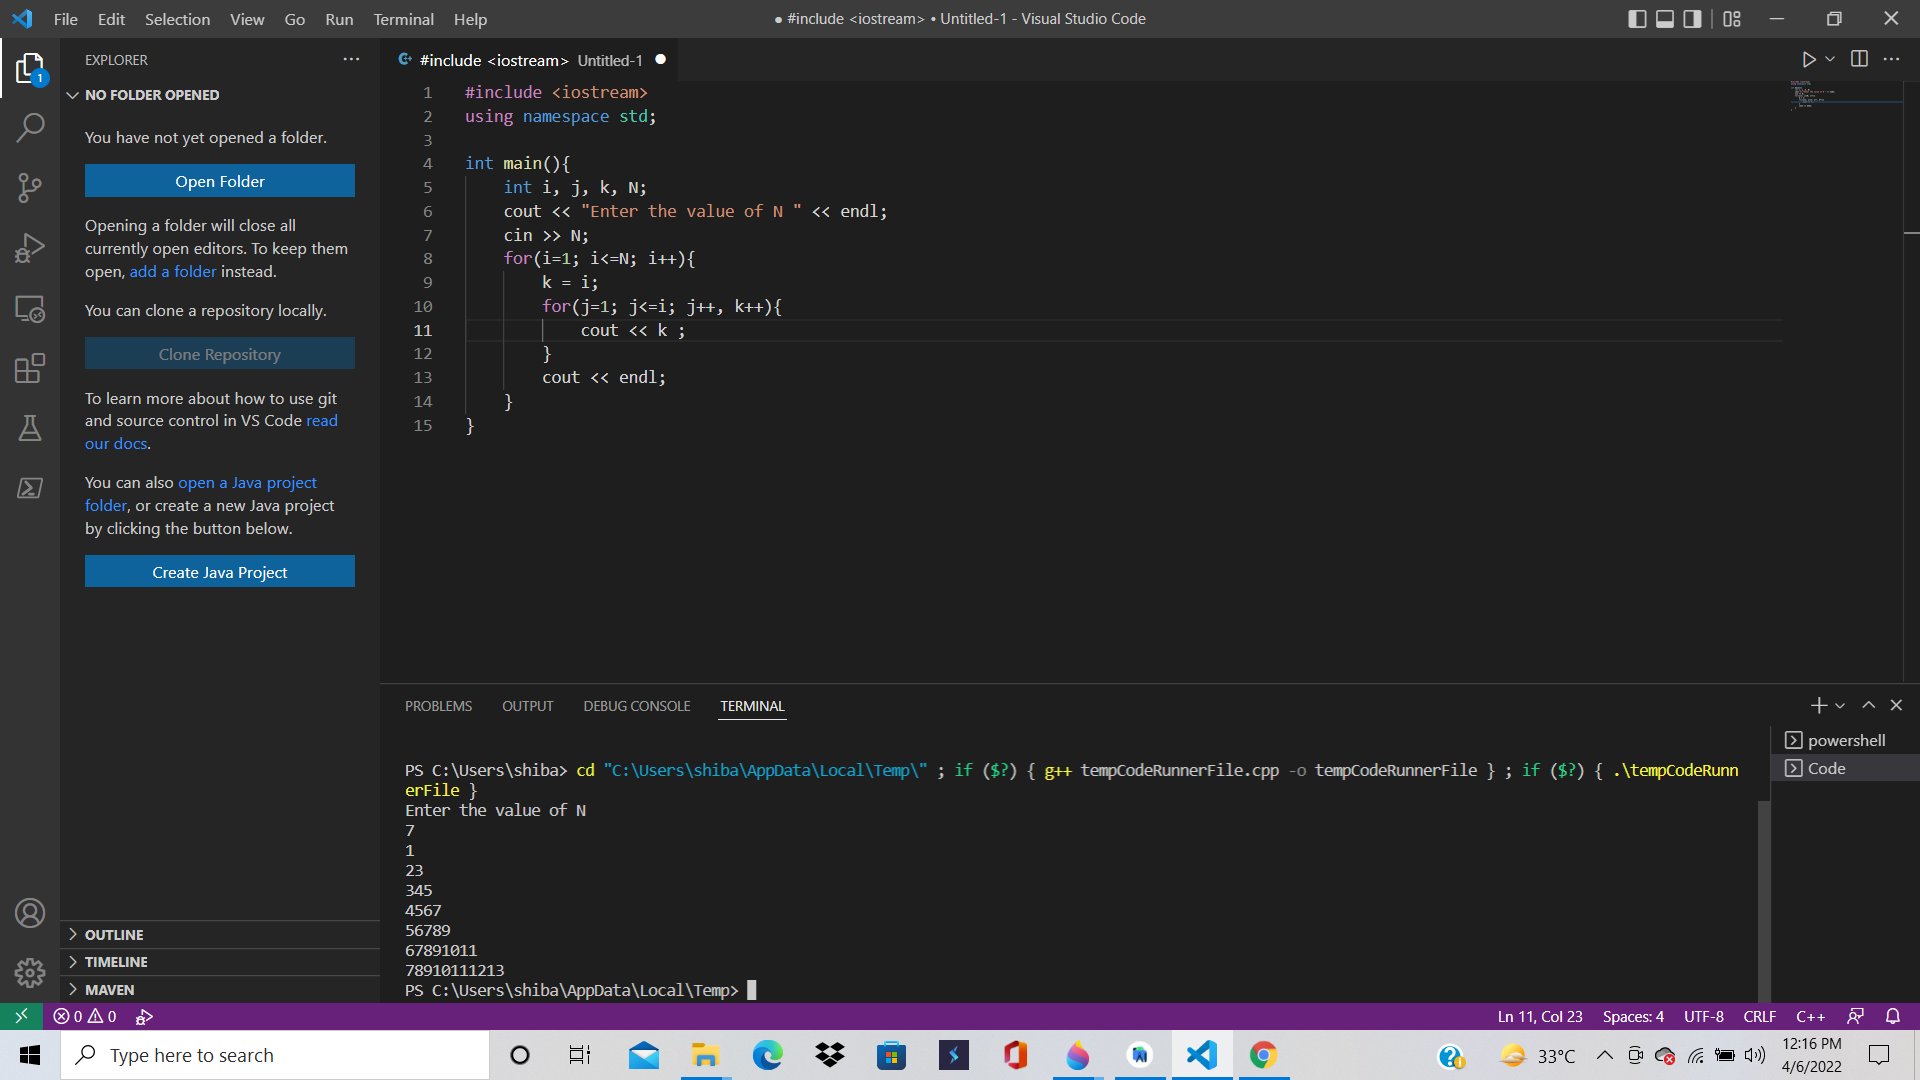 File Edit Selection View Go Run Terminal Help
● #include <iostream> • Untitled-1 - Visual Studio Code
EXPLORER
1
NO FOLDER OPENED
You have not yet opened a folder.
Open Folder
Opening a folder will close all
currently open editors. To keep them
open, add a folder instead.
You can clone a repository locally.
Clone Repository
To learn more about how to use git
and source control in VS Code read
our docs.
You can also open a Java project
folder, or create a new Java project
by clicking the button below.
Create Java Project
OUTLINE
TIMELINE
MAVEN
#include <iostream> Untitled-1
1 #include <iostream>
2 using namespace std;
3
4 int main(){
5     int i, j, k, N;
6     cout << "Enter the value of N " << endl;
7     cin >> N;
8     for(i=1; i<=N; i++){
9         k = i;
10         for(j=1; j<=i; j++, k++){
11             cout << k ;
12         }
13         cout << endl;
14     }
15 }
PROBLEMS OUTPUT DEBUG CONSOLE TERMINAL
powershell
Code
PS C:\Users\shiba> cd "C:\Users\shiba\AppData\Local\Temp\" ; if ($?) { g++ tempCodeRunnerFile.cpp -o tempCodeRunnerFile } ; if ($?) { .\tempCodeRunn
erFile }
Enter the value of N
7
1
23
345
4567
56789
67891011
78910111213
PS C:\Users\shiba\AppData\Local\Temp>
0 0
Ln 11, Col 23 Spaces: 4 UTF-8 CRLF C++
Type here to search
33°C
12:16 PM
4/6/2022